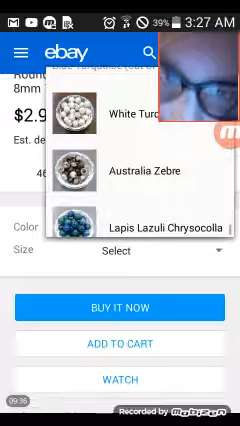 39% 3:27 AM
ebay
Round
8mm
$2.9
White Turq
Est. de
Australia Zebre
46
Lapis Lazuli Chrysocolla
Color
Size Select
BUY IT NOW
ADD TO CART
WATCH
09:36
Recorded by MOBIZEN